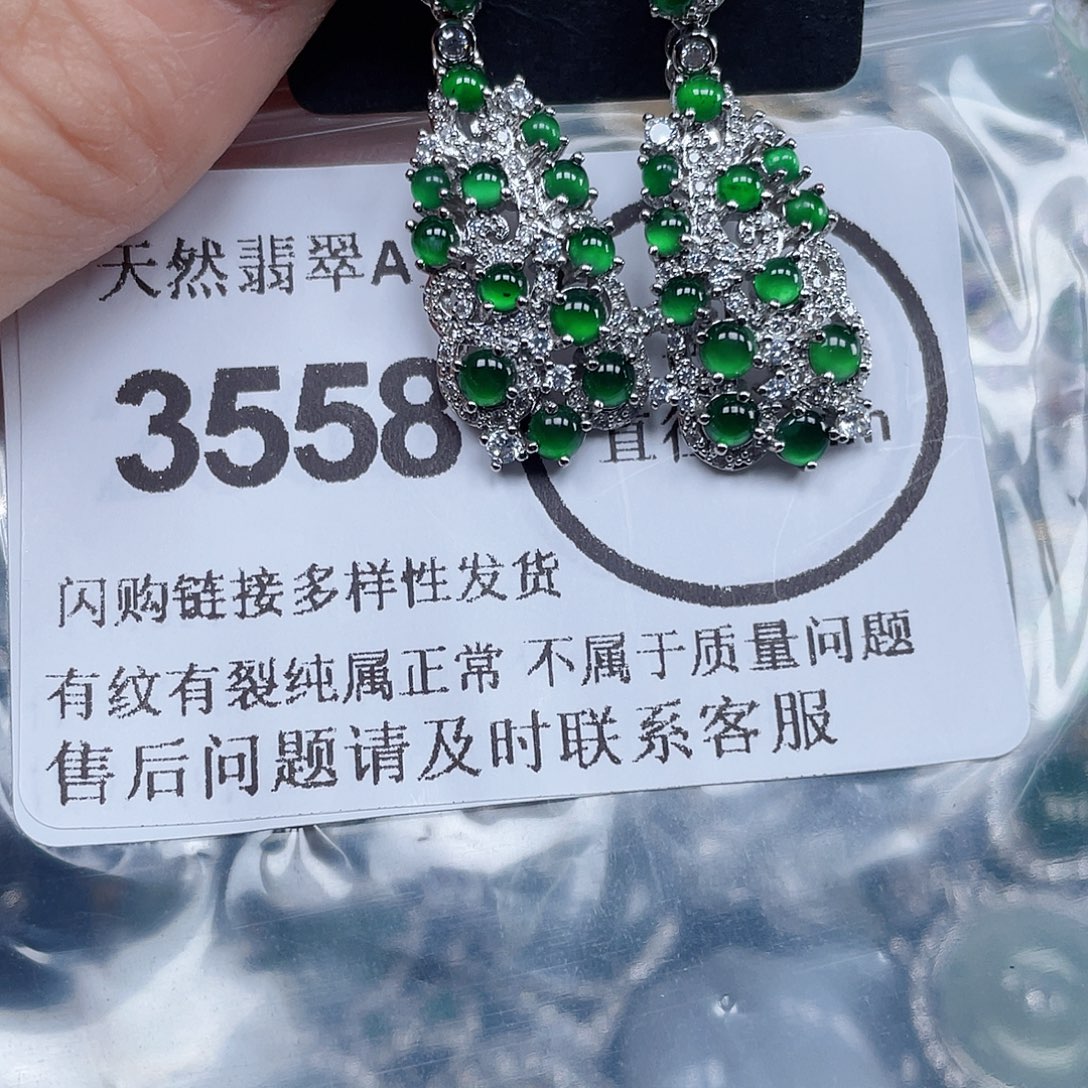 天然翡翠A
3558
直 n
闪购链接多样性发货
有纹有裂纯属正常 不属于质量问题
售后问题请及时联系客服